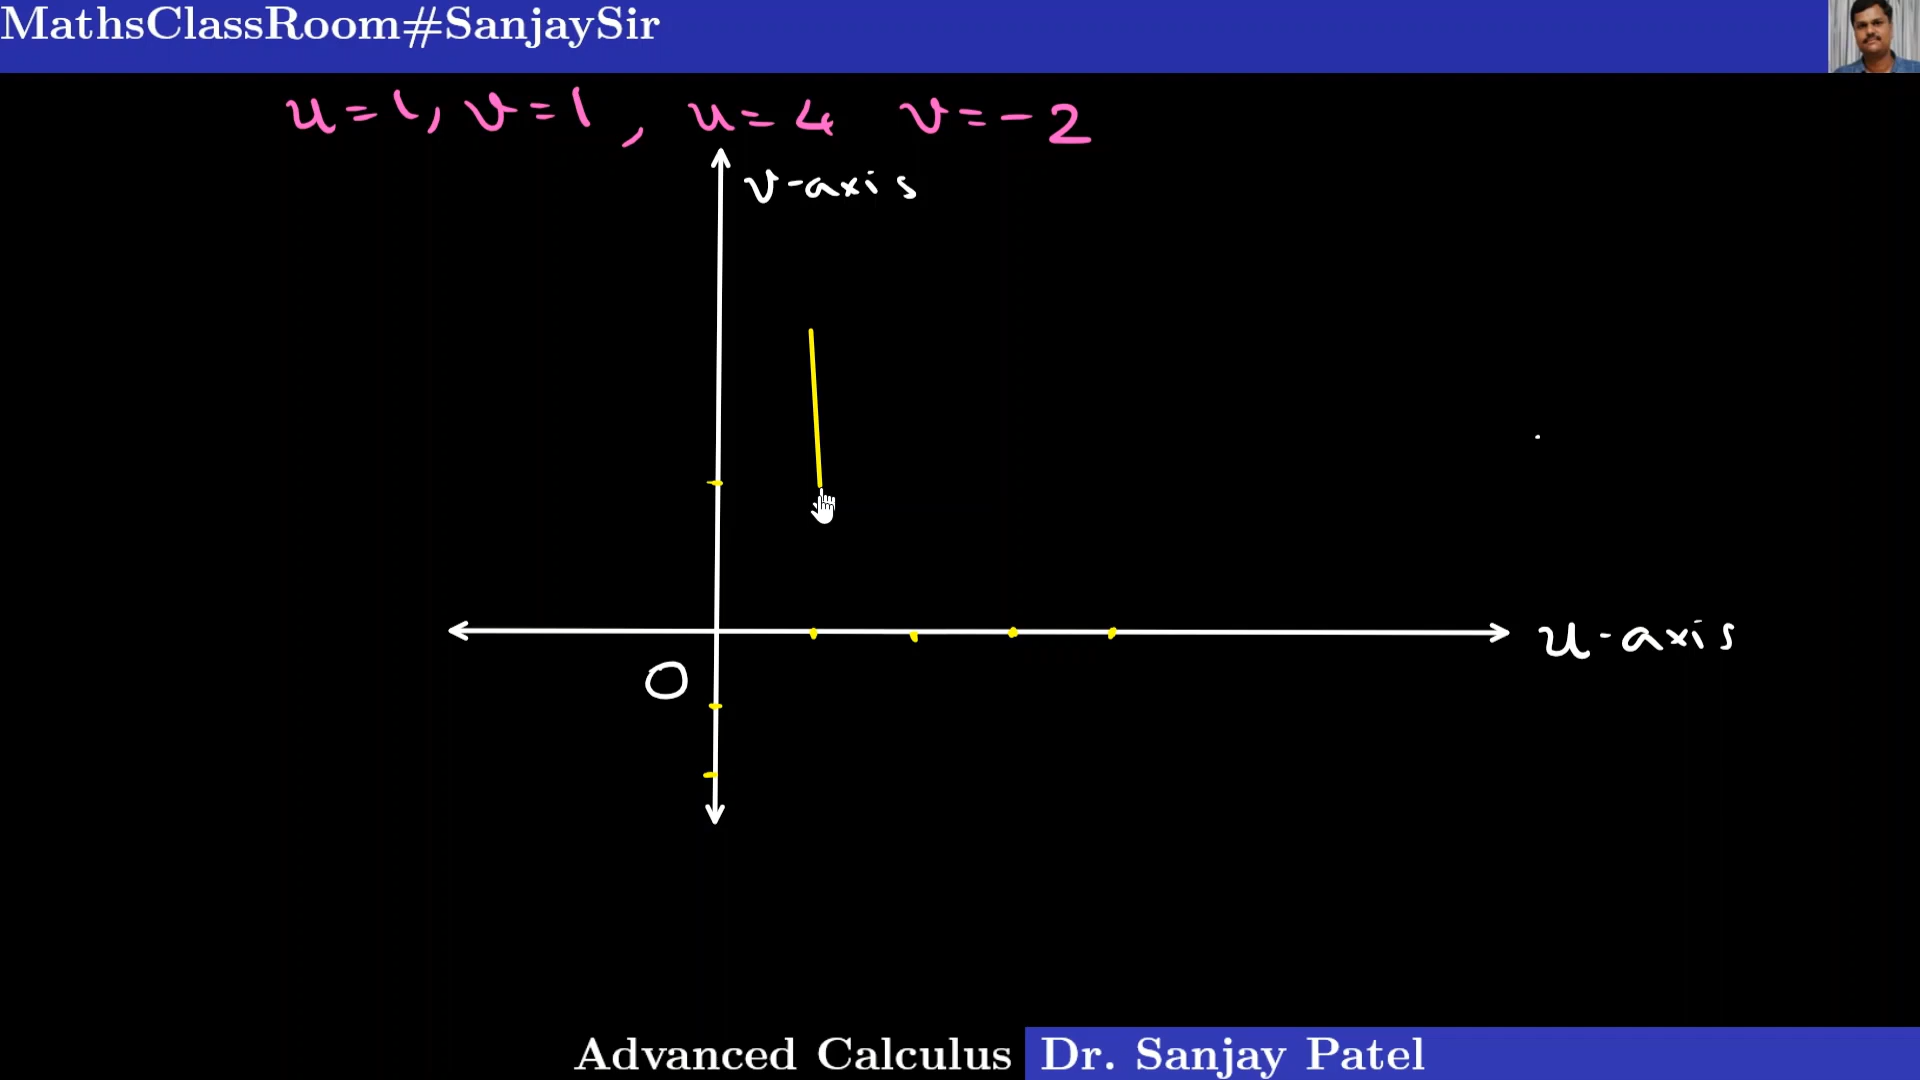 MathsClassRoom#SanjaySir
u=1, v=1, u=4 v=-2
v-axis
u-axis
O
Advanced Calculus Dr. Sanjay Patel